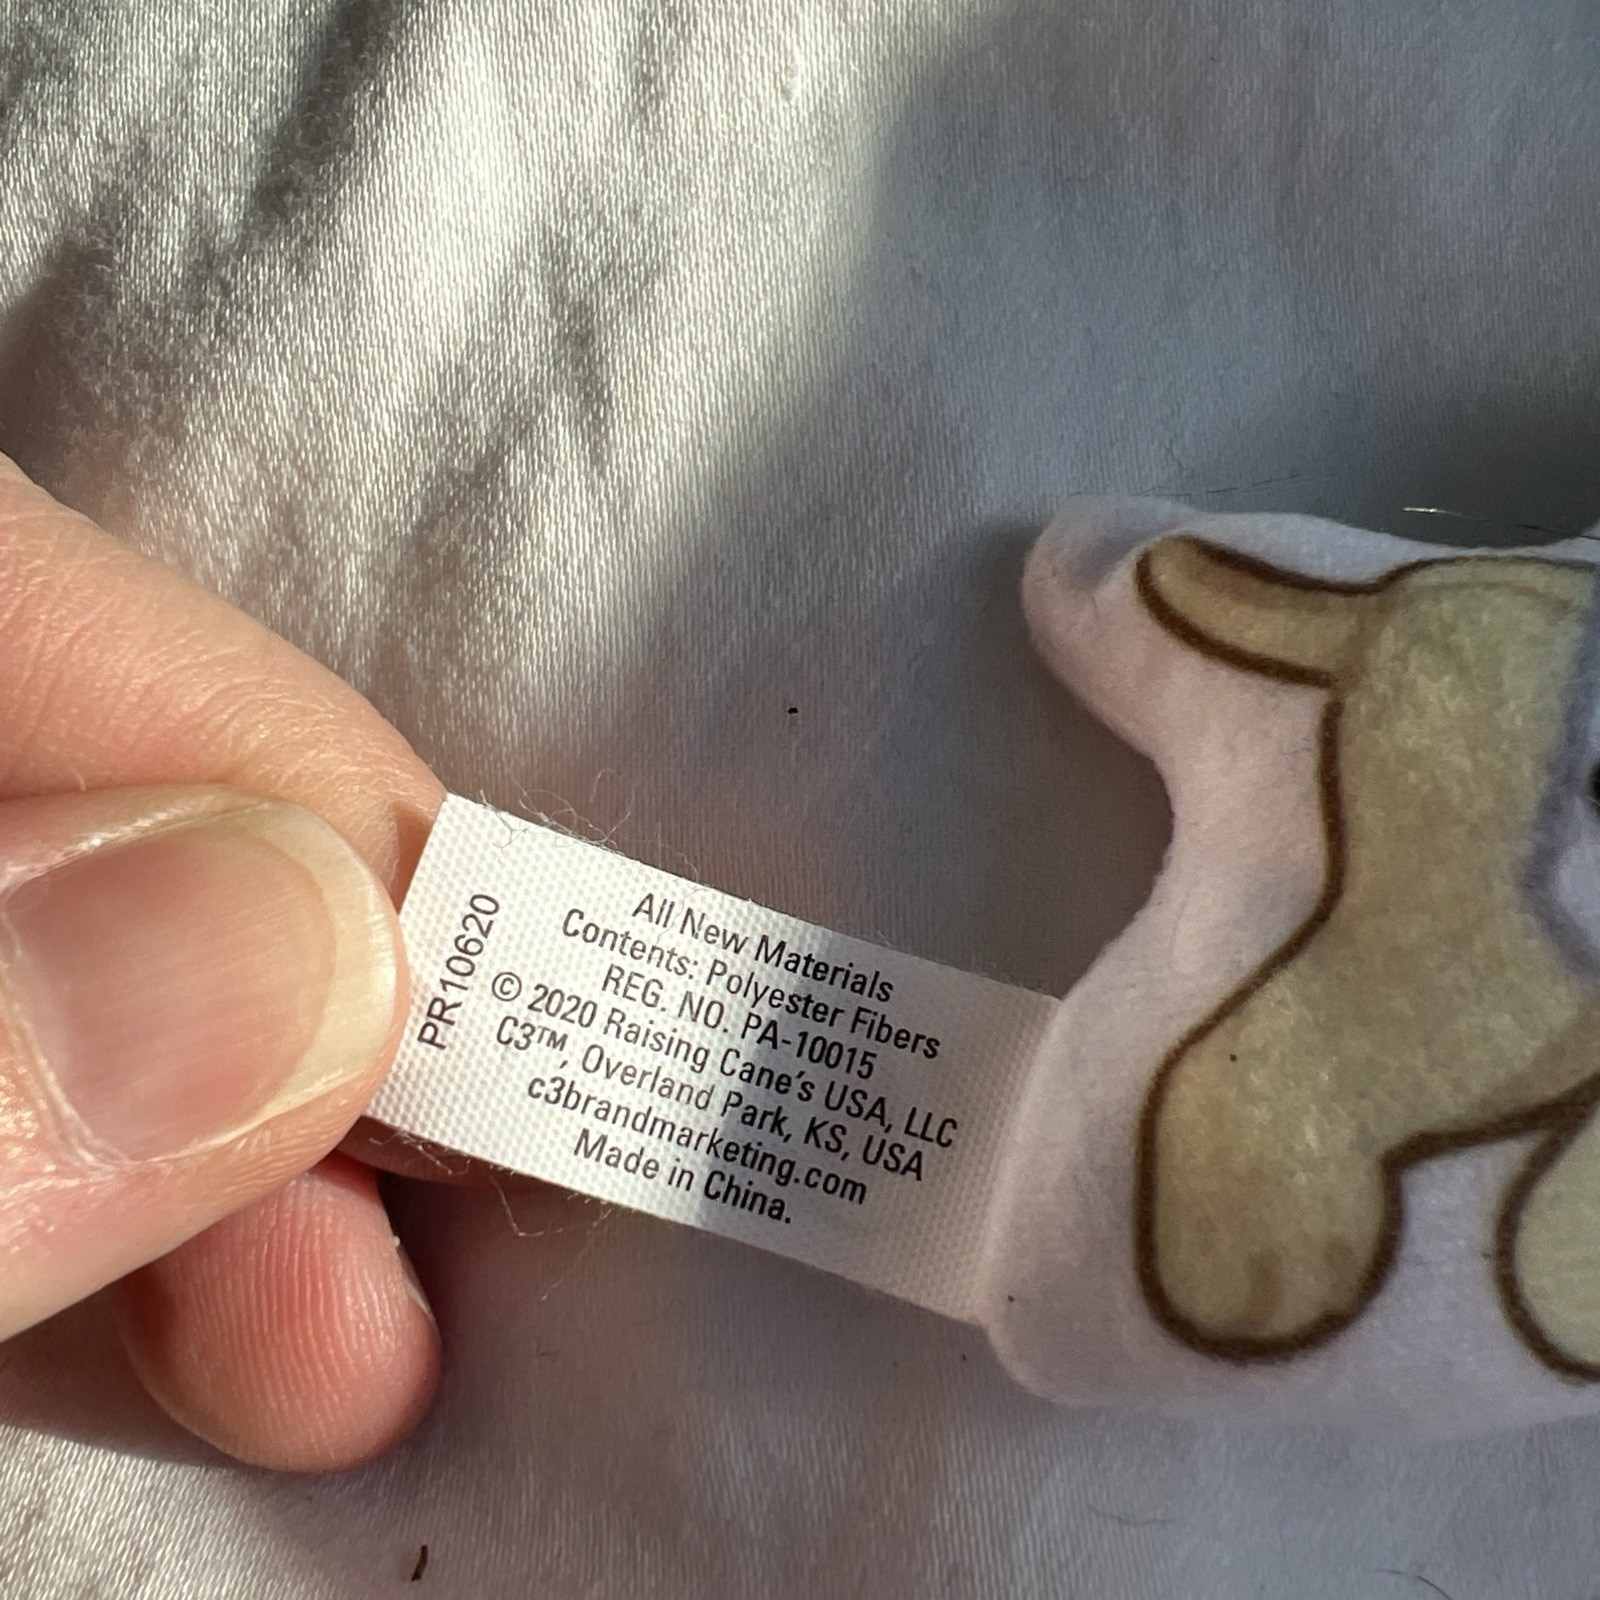 All New Materials
Contents: Polyester Fibers
REG. NO. PA-10015
© 2020 Raising Cane's USA, LLC
C3™, Overland Park, KS, USA
c3brandmarketing.com
Made in China.
PR10620